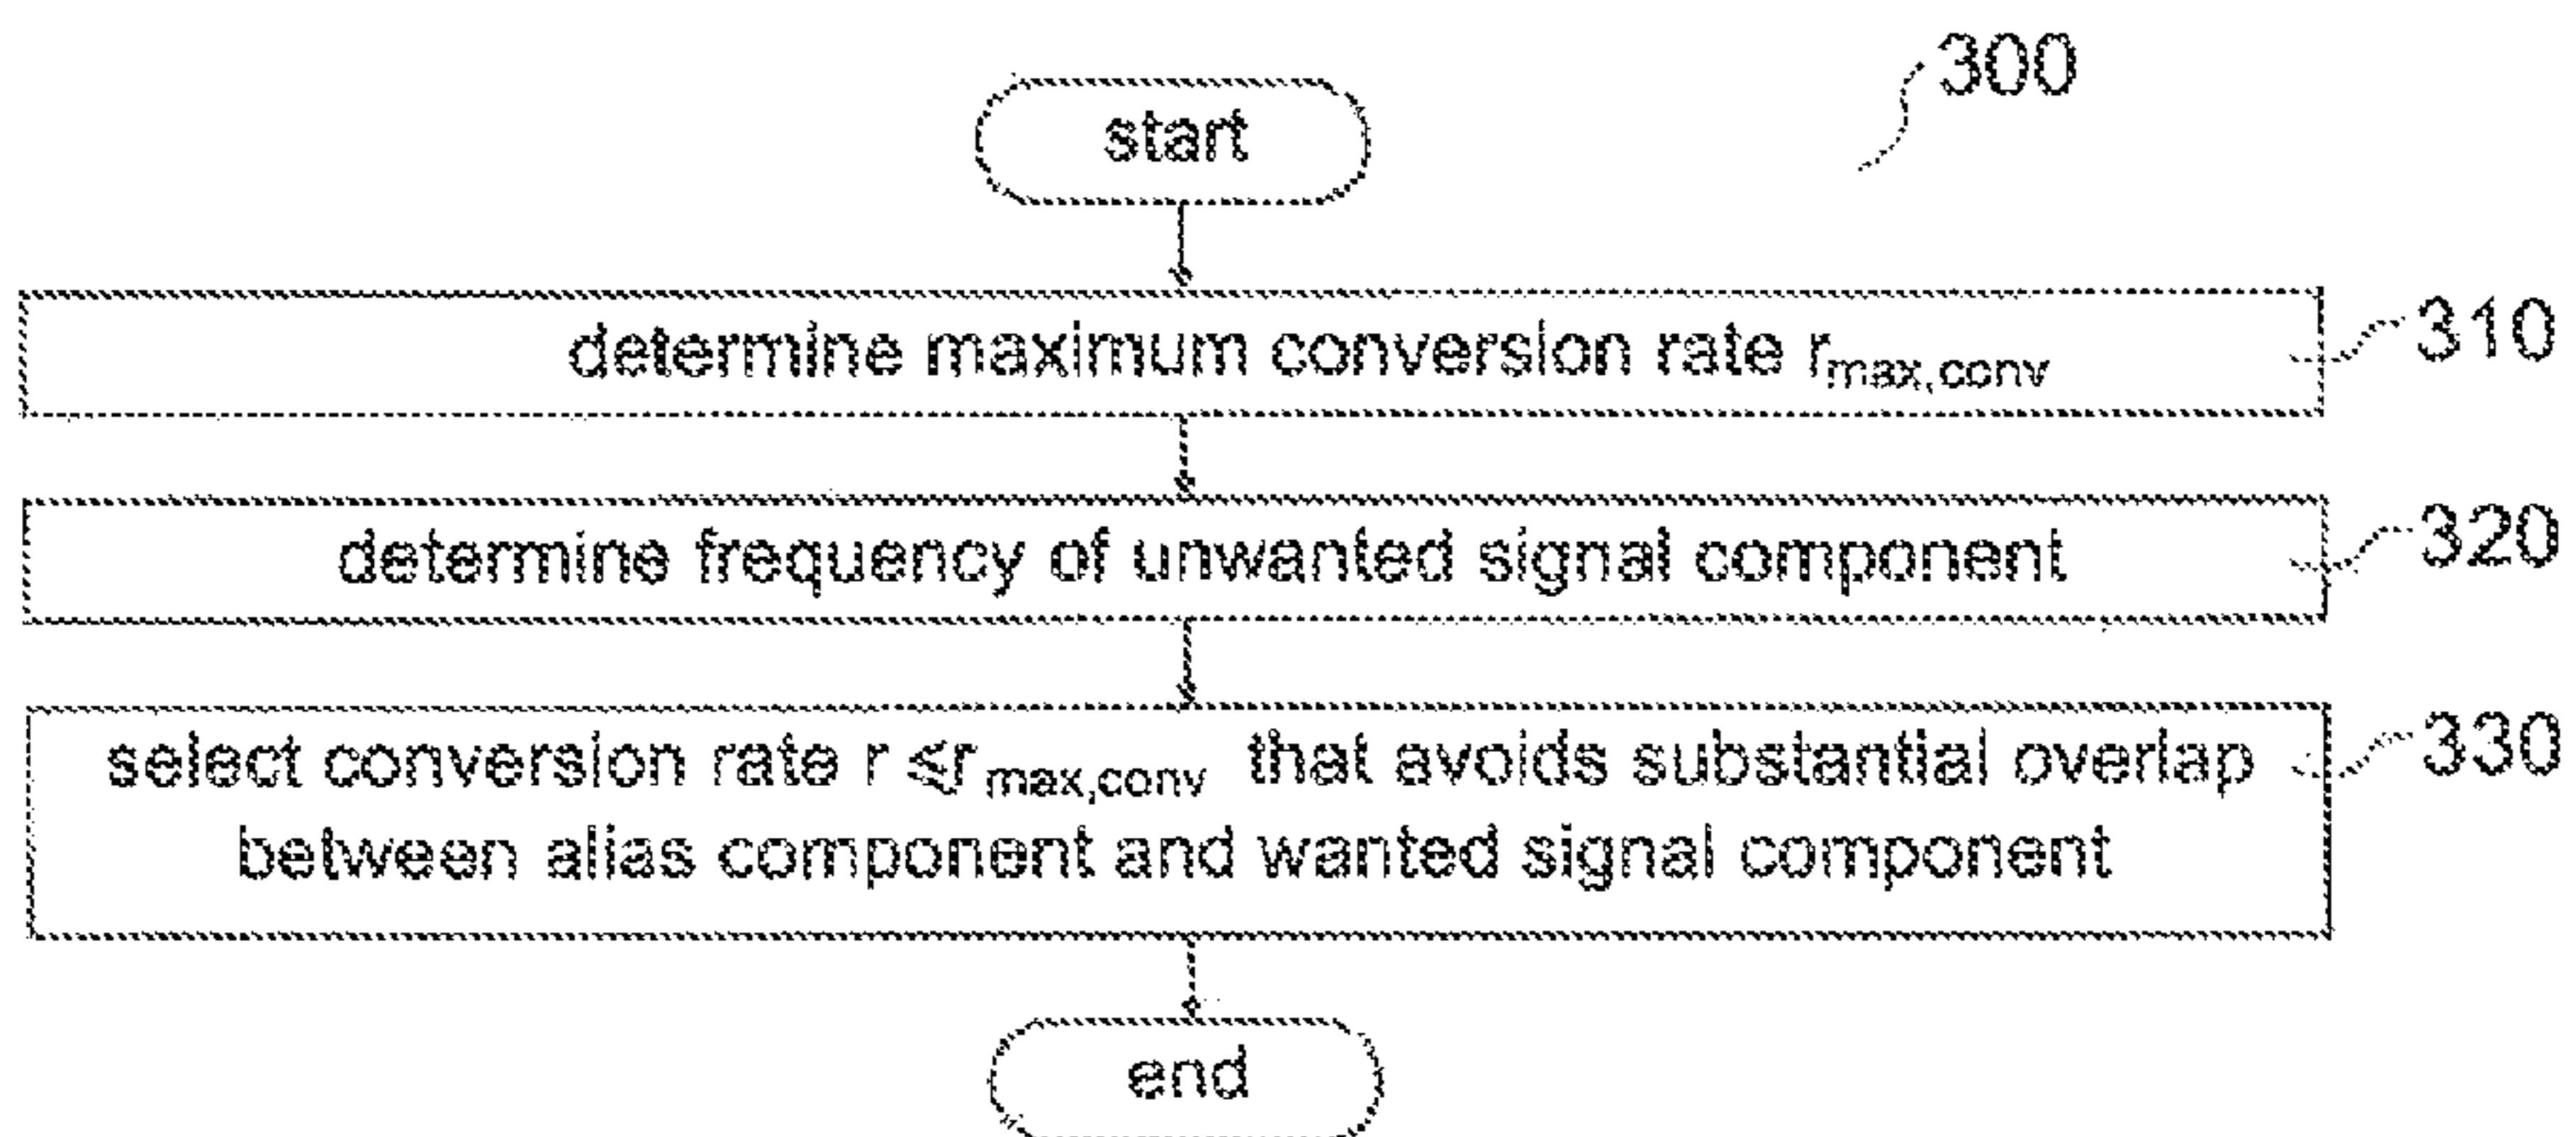 300
start
determine maximum conversion rate rmax,conv
310
determine frequency of unwanted signal component
320
select conversion rate r ≤ rmax,conv that avoids substantial overlap
330
between alias component and wanted signal component
end